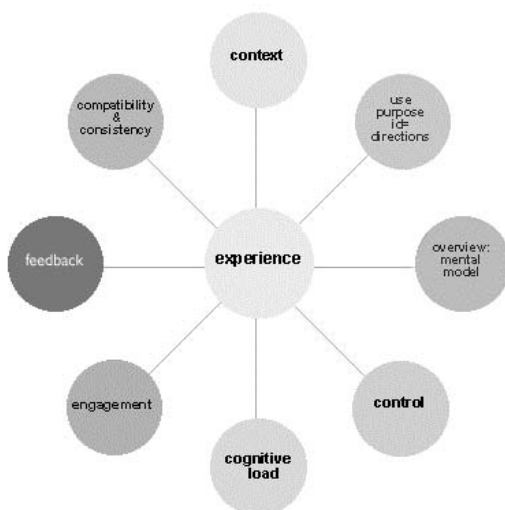 context
compatibility
&
consistency
use
purpose
id=
directions
feedback
experience
overview:
mental
model
engagement
control
cognitive
load